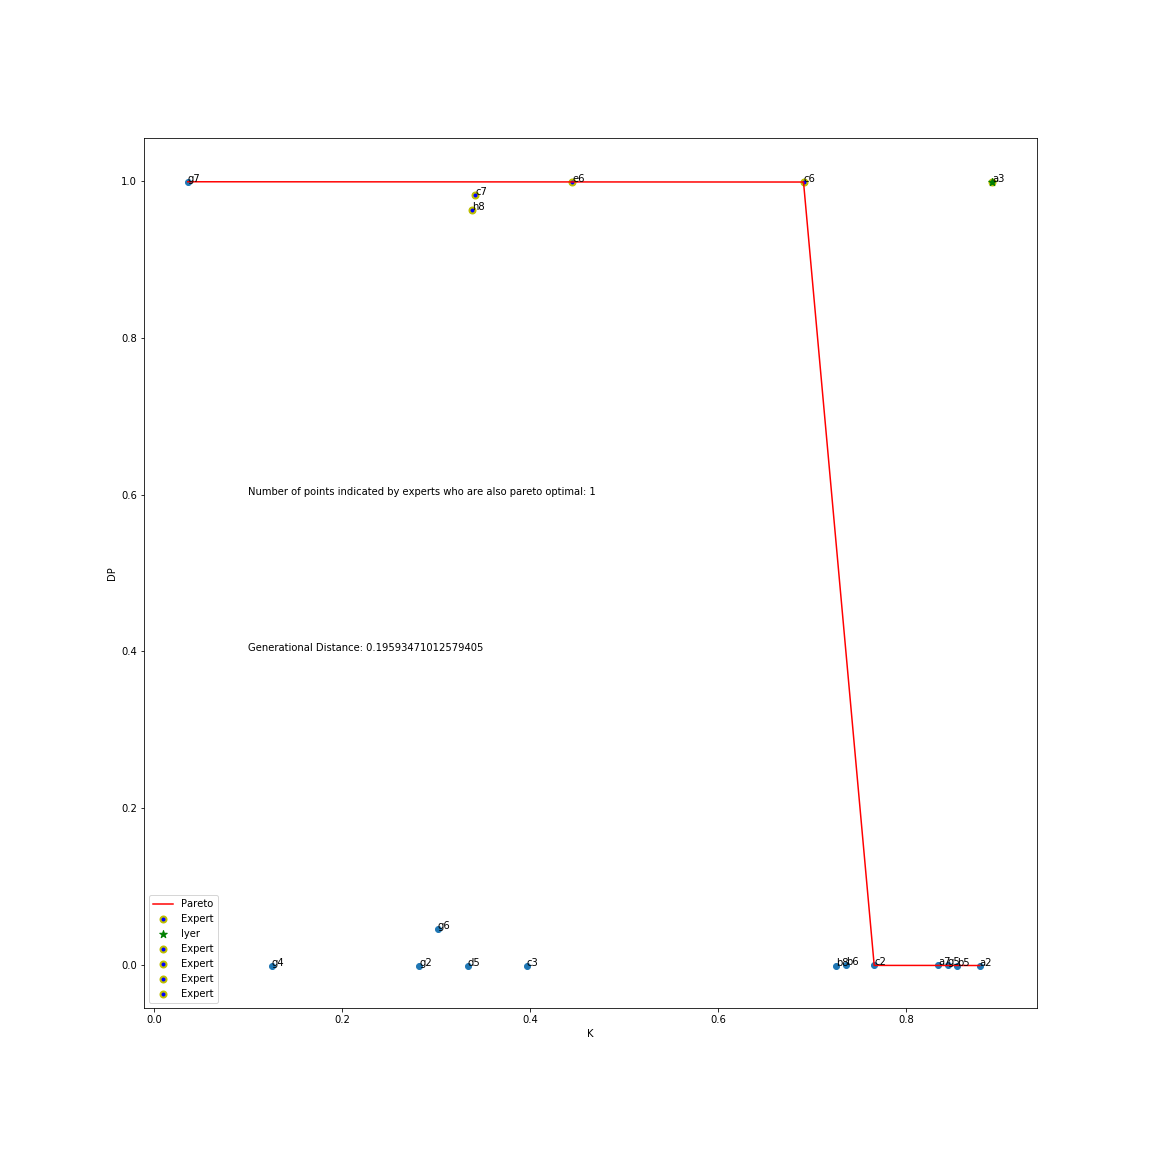 1.0
0.8
0.6
0.4
0.2
0.0
DP
g7
e6
c6
a3
c7
h8
Number of points indicated by experts who are also pareto optimal: 1
Generational Distance: 0.19593471012579405
g6
g4
g2
d5
c3
b8
b6
c2
a7
g5
b5
a2
Pareto
Expert
Iyer
Expert
Expert
Expert
Expert
0.0
0.2
0.4
0.6
0.8
K